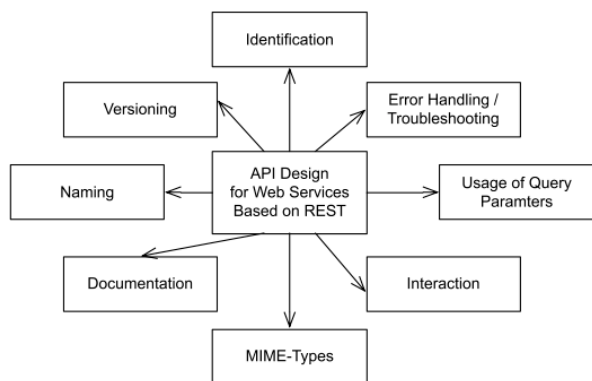 Identification
Versioning
Error Handling /
Troubleshooting
Naming
API Design
for Web Services
Based on REST
Usage of Query
Paramters
Documentation
Interaction
MIME-Types